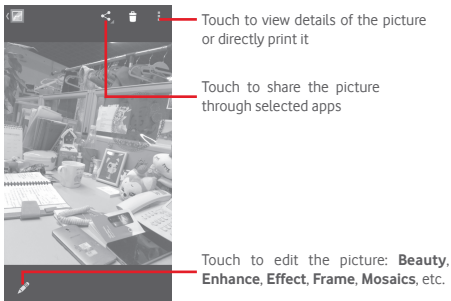 Touch to view details of the picture
or directly print it
Touch to share the picture
through selected apps
Touch to edit the picture: Beauty,
Enhance, Effect, Frame, Mosaics, etc.